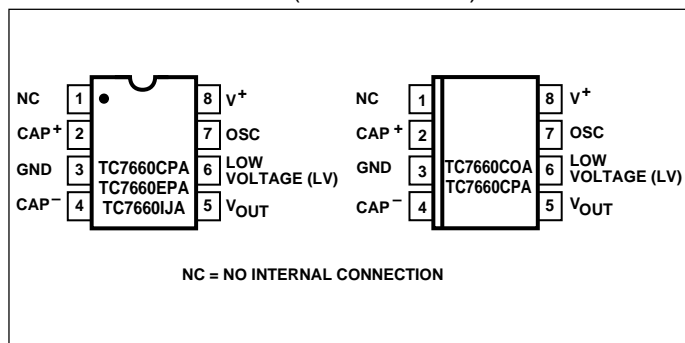 NC 1 8 V+
CAP+ 2 7 OSC
GND 3 6 LOW
VOLTAGE (LV)
CAP− 4 5 VOUT
TC7660CPA
TC7660EPA
TC7660IJA
NC 1 8 V+
CAP+ 2 7 OSC
GND 3 6 LOW
VOLTAGE (LV)
CAP− 4 5 VOUT
TC7660COA
TC7660CPA
NC = NO INTERNAL CONNECTION